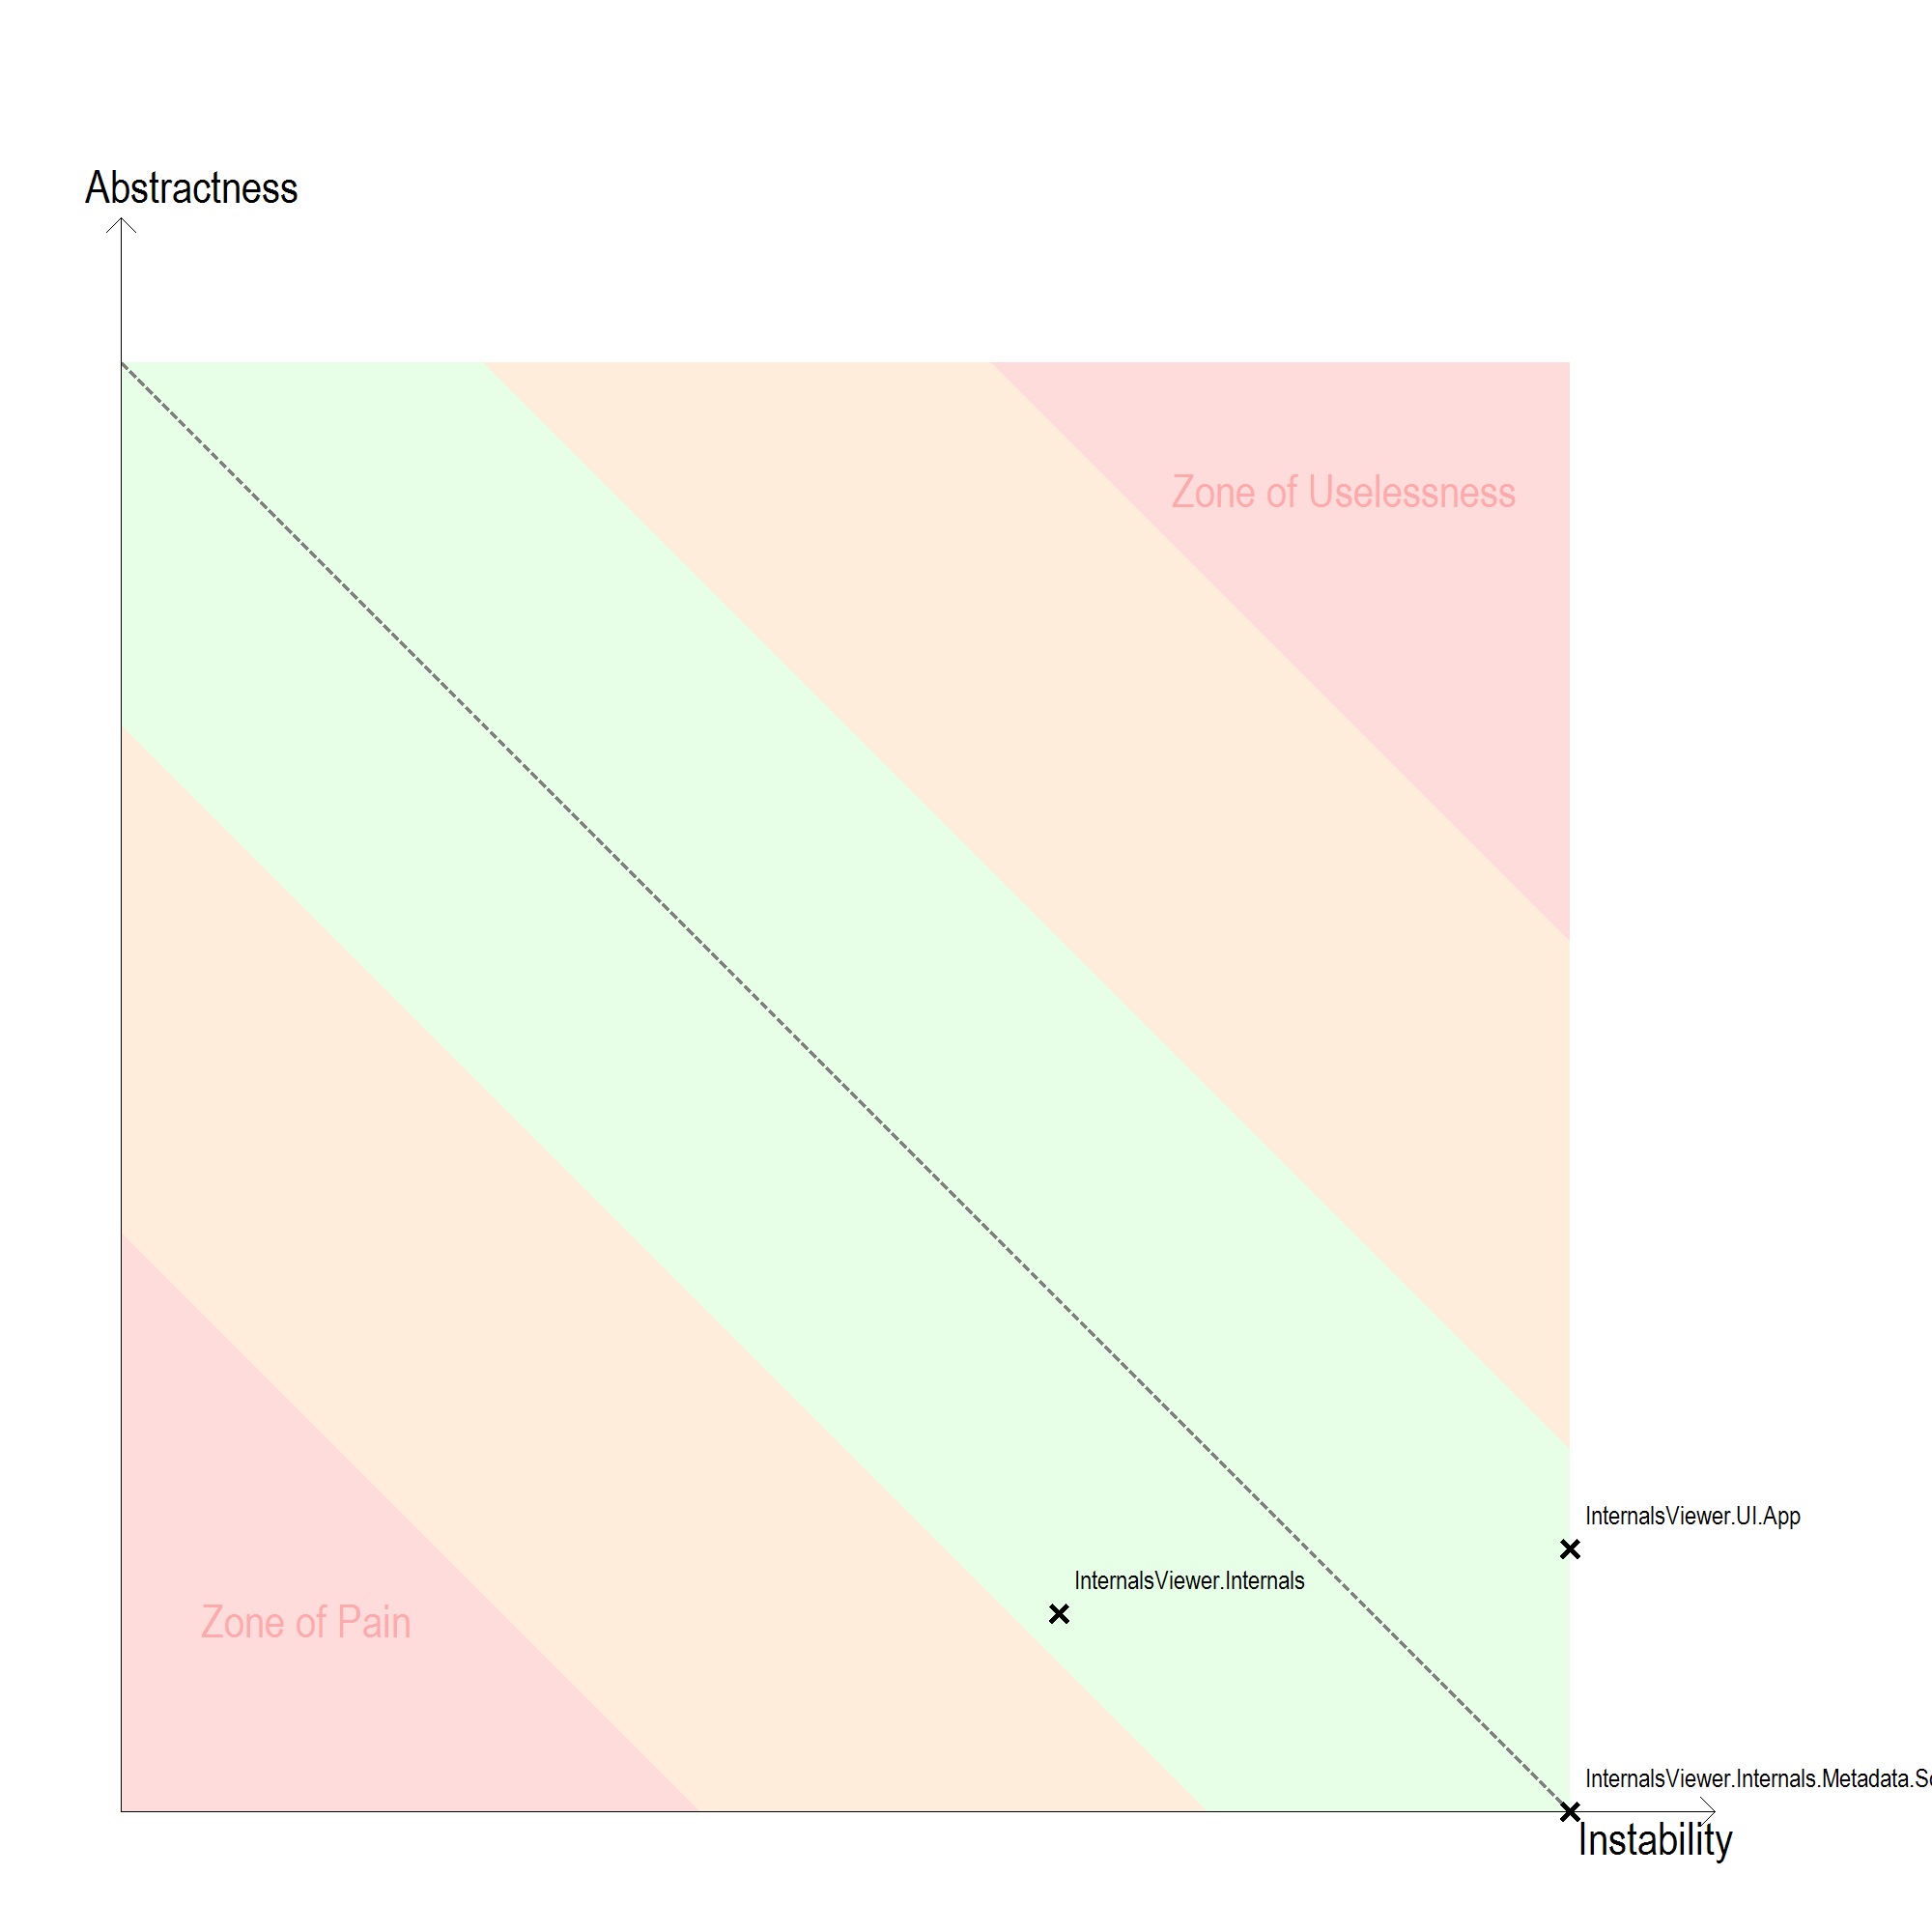 Abstractness
Zone of Uselessness
InternalsViewer.UI.App
InternalsViewer.Internals
Zone of Pain
InternalsViewer.Internals.Metadata.
Instability